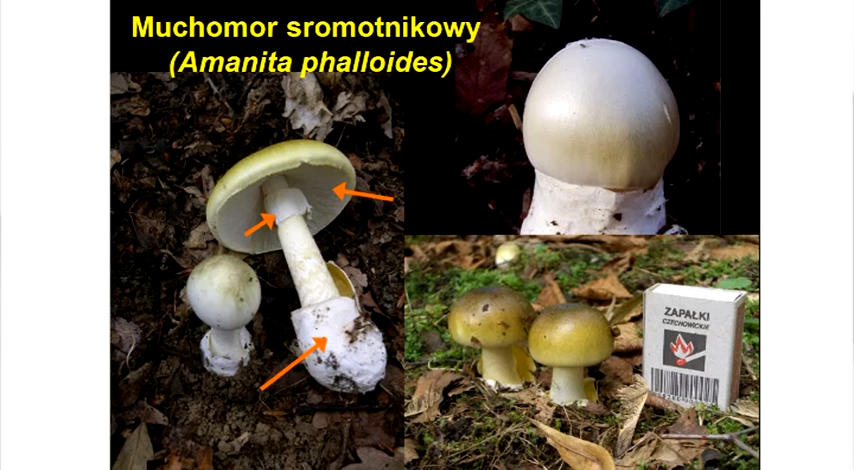 Muchomor sromotnikowy
(Amanita phalloides)
ZAPAŁKI
CZECHOWICKIE